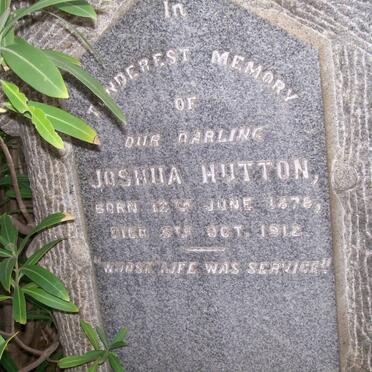 In
Tenderest Memory
OF
OUR DARLING
JOSHUA HUTTON,
BORN 12TH JUNE 1878,
DIED 9TH OCT. 1912
"WHOSE LIFE WAS SERVICE"